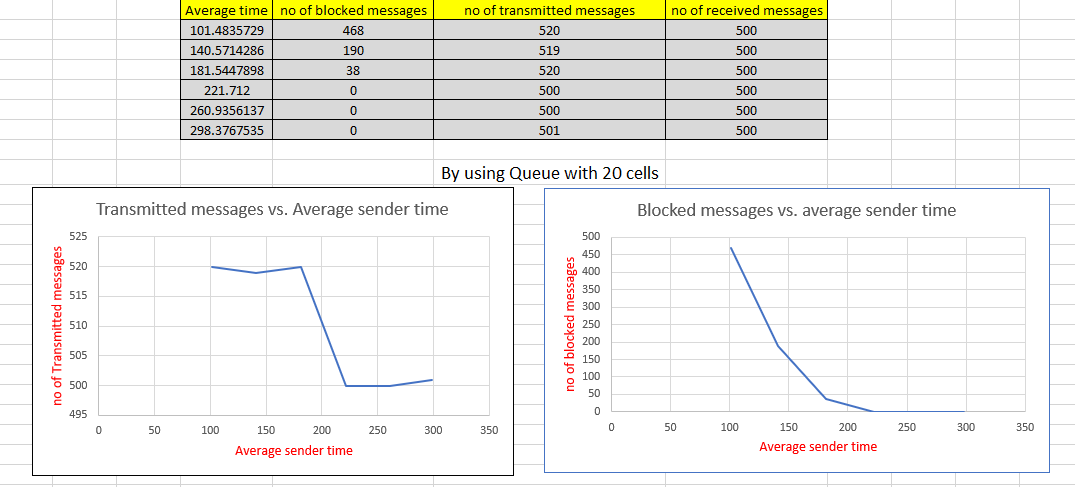 Average time no of blocked messages no of transmitted messages no of received messages
101.4835729 468 520 500
140.5714286 190 519 500
181.5447898 38 520 500
221.712 0 500 500
260.9356137 0 500 500
298.3767535 0 501 500
By using Queue with 20 cells
Transmitted messages vs. Average sender time
no of Transmitted messages
525
520
515
510
505
500
495
0 50 100 150 200 250 300 350
Average sender time
Blocked messages vs. average sender time
no of blocked messages
500
450
400
350
300
250
200
150
100
50
0
0 50 100 150 200 250 300 350
Average sender time